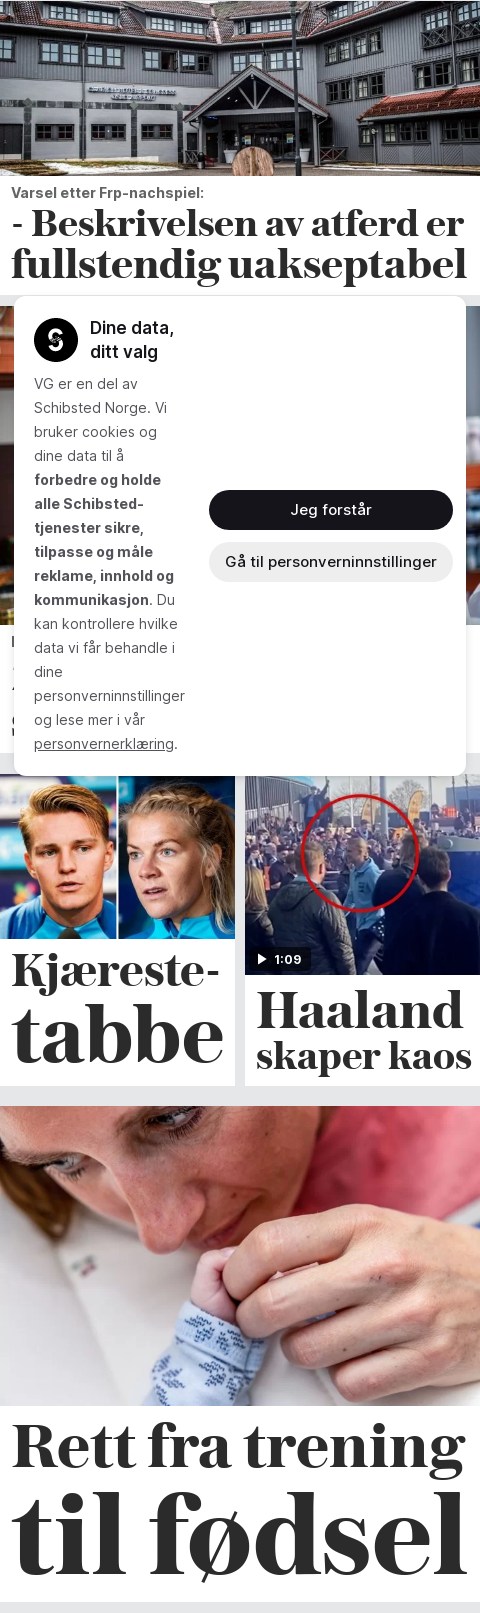 Varsel etter Frp-nachspiel:
- Beskrivelsen av atferd er
fullstendig uakseptabel
Dine data,
ditt valg
VG er en del av
Schibsted Norge. Vi
bruker cookies og
dine data til å
forbedre og holde
alle Schibsted-
tjenester sikre,
tilpasse og måle
reklame, innhold og
kommunikasjon. Du
kan kontrollere hvilke
data vi får behandle i
dine
personverninnstillinger
og lese mer i vår
personvernerklæring.
Jeg forstår
Gå til personverninnstillinger
Kjæreste-
tabbe
1:09
Haaland
skaper kaos
Rett fra trening
til fødsel